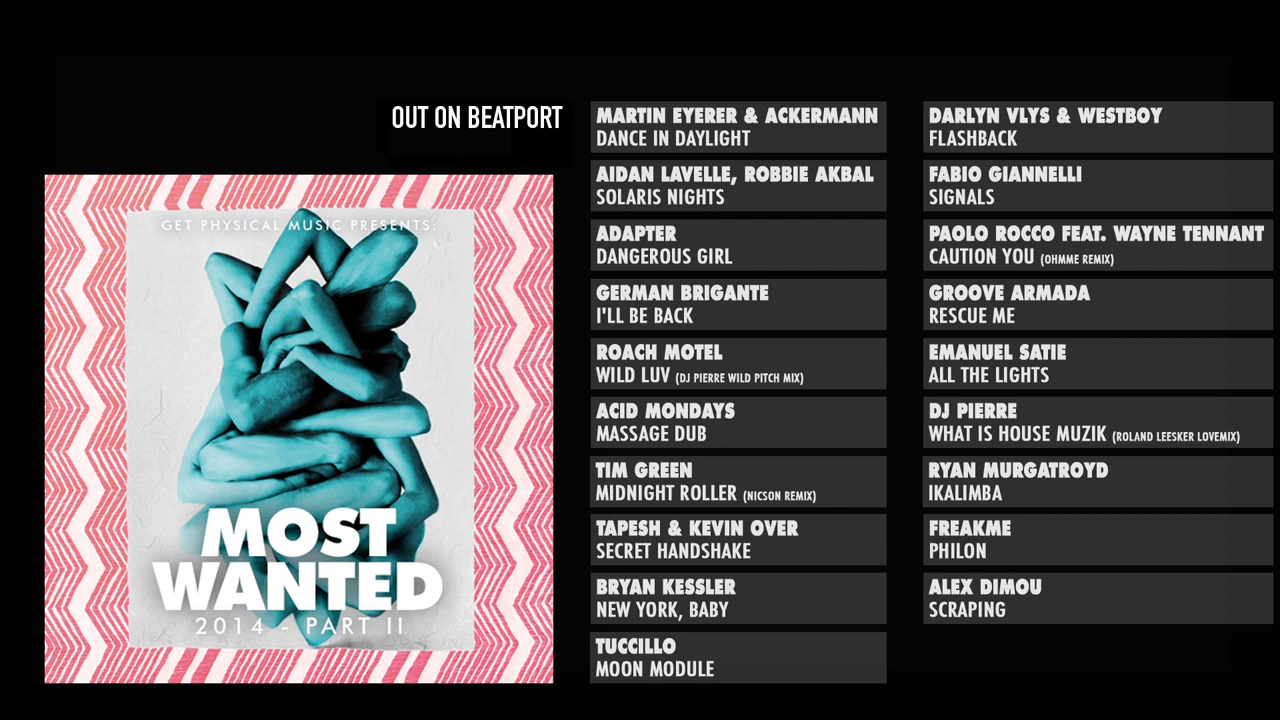 OUT ON BEATPORT
GET PHYSICAL MUSIC PRESENTS:
MOST
WANTED
2014 - PART II
MARTIN EYERER & ACKERMANN
DANCE IN DAYLIGHT
AIDAN LAVELLE, ROBBIE AKBAL
SOLARIS NIGHTS
ADAPTER
DANGEROUS GIRL
GERMAN BRIGANTE
I'LL BE BACK
ROACH MOTEL
WILD LUV (DJ PIERRE WILD PITCH MIX)
ACID MONDAYS
MASSAGE DUB
TIM GREEN
MIDNIGHT ROLLER (NICSON REMIX)
TAPESH & KEVIN OVER
SECRET HANDSHAKE
BRYAN KESSLER
NEW YORK, BABY
TUCCILLO
MOON MODULE
DARLYN VLYS & WESTBOY
FLASHBACK
FABIO GIANNELLI
SIGNALS
PAOLO ROCCO FEAT. WAYNE TENNANT
CAUTION YOU (OHMME REMIX)
GROOVE ARMADA
RESCUE ME
EMANUEL SATIE
ALL THE LIGHTS
DJ PIERRE
WHAT IS HOUSE MUZIK (ROLAND LEESKER LOVEMIX)
RYAN MURGATROYD
IKALIMBA
FREAKME
PHILON
ALEX DIMOU
SCRAPING